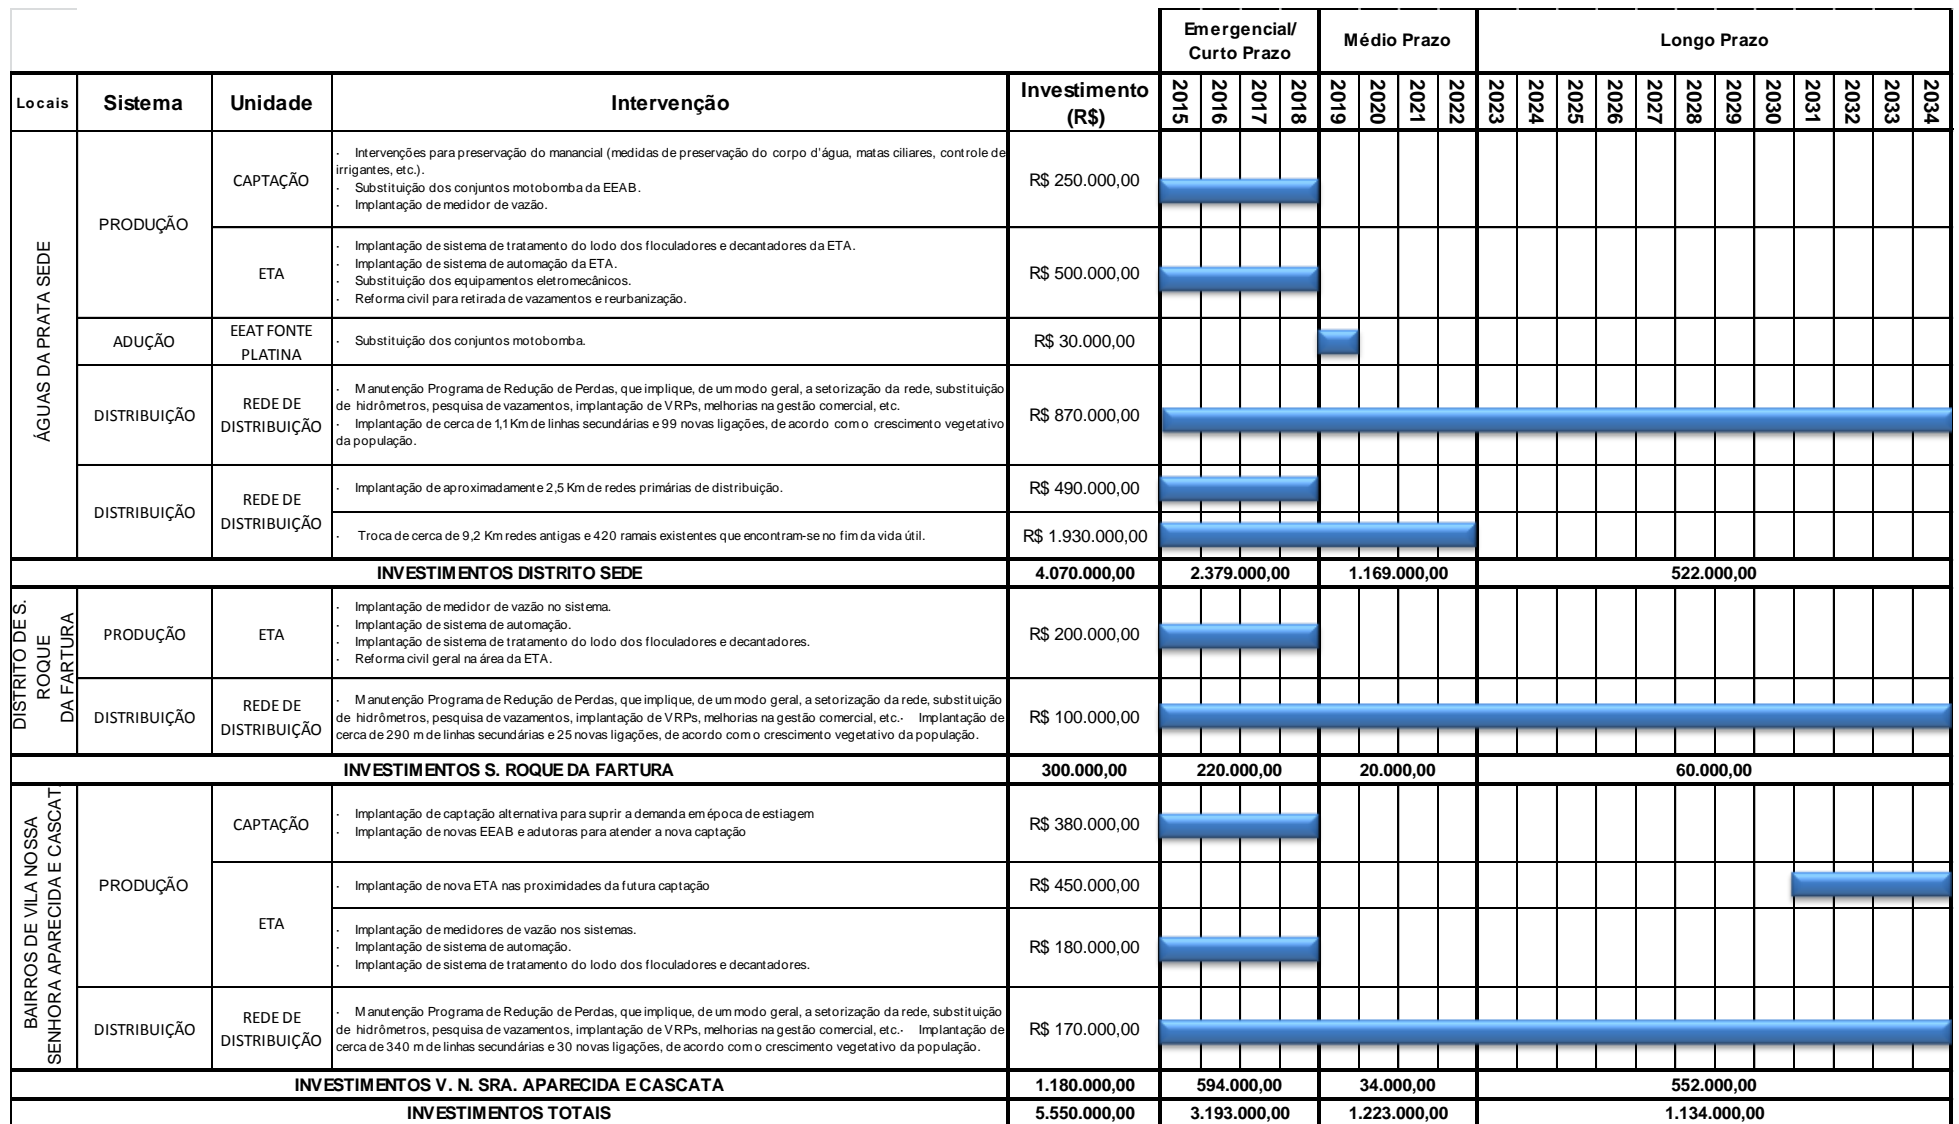 Emergencial/
Curto Prazo
Médio Prazo
Longo Prazo
Locais
Sistema
Unidade
Intervenção
Investimento
(R$)
2015
2016
2017
2018
2019
2020
2021
2022
2023
2024
2025
2026
2027
2028
2029
2030
2031
2032
2033
2034
ÁGUAS DA PRATA SEDE
PRODUÇÃO
CAPTAÇÃO
· Intervenções para preservação do manancial (medidas de preservação do corpo d'água, matas ciliares, controle de
irrigantes, etc.).
· Substituição dos conjuntos motobomba da EEAB.
· Implantação de medidor de vazão.
R$ 250.000,00
ETA
· Implantação de sistema de tratamento do lodo dos floculadores e decantadores da ETA.
· Implantação de sistema de automação da ETA.
· Substituição dos equipamentos eletromecânicos.
· Reforma civil para retirada de vazamentos e reurbanização.
R$ 500.000,00
ADUÇÃO
EEAT FONTE
PLATINA
· Substituição dos conjuntos motobomba.
R$ 30.000,00
DISTRIBUIÇÃO
REDE DE
DISTRIBUIÇÃO
· Manutenção Programa de Redução de Perdas, que implique, de um modo geral, a setorização da rede, substituição
de hidrômetros, pesquisa de vazamentos, implantação de VRPs, melhorias na gestão comercial, etc.
· Implantação de cerca de 1,1 Km de linhas secundárias e 99 novas ligações, de acordo com o crescimento vegetativo
da população.
R$ 870.000,00
DISTRIBUIÇÃO
REDE DE
DISTRIBUIÇÃO
· Implantação de aproximadamente 2,5 Km de redes primárias de distribuição.
R$ 490.000,00
· Troca de cerca de 9,2 Km redes antigas e 420 ramais existentes que encontram-se no fim da vida útil.
R$ 1.930.000,00
INVESTIMENTOS DISTRITO SEDE
4.070.000,00
2.379.000,00
1.169.000,00
522.000,00
DISTRITO DE S.
ROQUE
DA FARTURA
PRODUÇÃO
ETA
· Implantação de medidor de vazão no sistema.
· Implantação de sistema de automação.
· Implantação de sistema de tratamento do lodo dos floculadores e decantadores.
· Reforma civil geral na área da ETA.
R$ 200.000,00
DISTRIBUIÇÃO
REDE DE
DISTRIBUIÇÃO
· Manutenção Programa de Redução de Perdas, que implique, de um modo geral, a setorização da rede, substituição
de hidrômetros, pesquisa de vazamentos, implantação de VRPs, melhorias na gestão comercial, etc.· Implantação de
cerca de 290 m de linhas secundárias e 25 novas ligações, de acordo com o crescimento vegetativo da população.
R$ 100.000,00
INVESTIMENTOS S. ROQUE DA FARTURA
300.000,00
220.000,00
20.000,00
60.000,00
BAIRROS DE VILA NOSSA
SENHORA APARECIDA E CASCAT
PRODUÇÃO
CAPTAÇÃO
· Implantação de captação alternativa para suprir a demanda em época de estiagem
· Implantação de novas EEAB e adutoras para atender a nova captação
R$ 380.000,00
ETA
· Implantação de nova ETA nas proximidades da futura captação
R$ 450.000,00
· Implantação de medidores de vazão nos sistemas.
· Implantação de sistema de automação.
· Implantação de sistema de tratamento do lodo dos floculadores e decantadores.
R$ 180.000,00
DISTRIBUIÇÃO
REDE DE
DISTRIBUIÇÃO
· Manutenção Programa de Redução de Perdas, que implique, de um modo geral, a setorização da rede, substituição
de hidrômetros, pesquisa de vazamentos, implantação de VRPs, melhorias na gestão comercial, etc.· Implantação de
cerca de 340 m de linhas secundárias e 30 novas ligações, de acordo com o crescimento vegetativo da população.
R$ 170.000,00
INVESTIMENTOS V. N. SRA. APARECIDA E CASCATA
1.180.000,00
594.000,00
34.000,00
552.000,00
INVESTIMENTOS TOTAIS
5.550.000,00
3.193.000,00
1.223.000,00
1.134.000,00